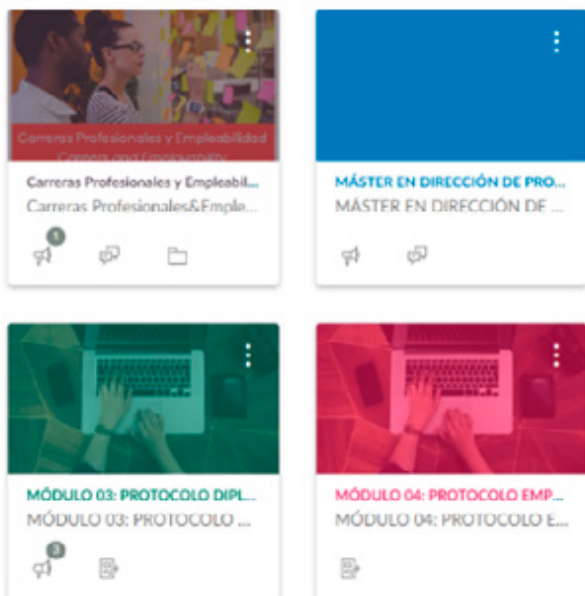 Carreras Profesionales y Empleabilidad
Careers and Employability
Carreras Profesionales y Empleabil...
Carreras Profesionales&Emple...
1
MÁSTER EN DIRECCIÓN DE PRO...
MÁSTER EN DIRECCIÓN DE ...
MÓDULO 03: PROTOCOLO DIPL...
MÓDULO 03: PROTOCOLO ...
3
MÓDULO 04: PROTOCOLO EMP...
MÓDULO 04: PROTOCOLO E...